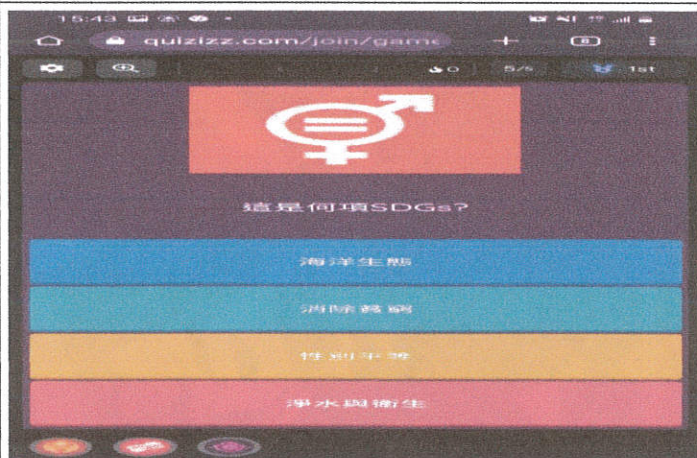 15:43
quizizz.com/join/game
0 5/5 1st
這是何項SDGs?
海洋生態
消除貧窮
性別平等
淨水與衛生